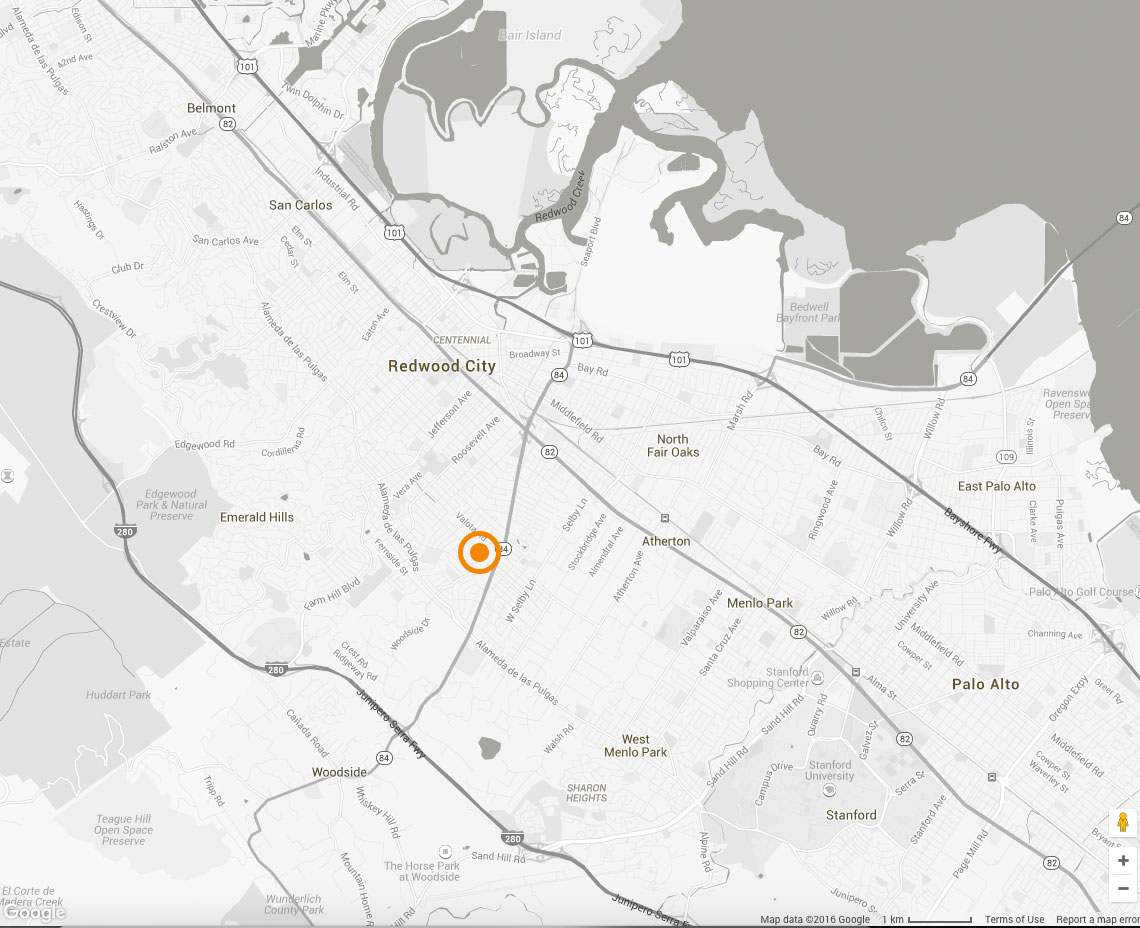 Alameda de las Pulgas
Edison St
42nd Ave
Marine Pkwy
Bair Island
101
Twin Dolphin Dr
Belmont
82
Ralston Ave
Industrial Rd
Redwood Creek
Seaport Blvd
San Carlos
Hastings Dr
84
101
San Carlos Ave
Elm St
Cedar St
Club Dr
Elm St
Crestview Dr
Alameda de las Pulgas
Eaton Ave
Bedwell
Bayfront Park
CENTENNIAL
101
Broadway St
101
Redwood City
84
Bay Rd
84
Jefferson Ave
Roosevelt Ave
Middlefield Rd
Marsh Rd
Chilco St
Willow Rd
Illinois St
Ravensw
Open Spa
Preserv
Edgewood Rd
Cordilleras Rd
North
Fair Oaks
82
Bay Rd
109
Vera Ave
Alameda de las Pulgas
East Palo Alto
Edgewood
Park & Natural
Preserve
Emerald Hills
280
Valota Rd
84
Selby Ln
Stockbridge Ave
Almendral Ave
Atherton
Ringwood Ave
Willow Rd
Bayshore Fwy
Clarke Ave
Pulgas Ave
Fernside St
Farm Hill Blvd
W Selby Ln
Atherton Ave
Menlo Park
Willow Rd
University Ave
Palo Alto Golf Course
Woodside Dr
Valparaiso Ave
Santa Cruz Ave
82
Middlefield Rd
Channing Ave
Cowper St
Estate
Crest Rd
Ridgeway Rd
280
Alameda de las Pulgas
Stanford
Shopping Center
Alma St
Palo Alto
Oregon Expy
Greer Rd
Huddart Park
Junipero Serra Fwy
Cañada Road
Sand Hill Rd
Quarry Rd
Galvez St
82
Walsh Rd
West
Menlo Park
Middlefield Rd
Cowper St
Waverley St
84
Woodside
Tripp Rd
Whiskey Hill Rd
SHARON
HEIGHTS
Sand Hill Rd
Campus Drive
Stanford
University
Serra St
Stanford
Stanford Ave
Teague Hill
Open Space
Preserve
280
Sand Hill Rd
Alpine Rd
Page Mill Rd
Bryant S
82
The Horse Park
at Woodside
Mountain Home R
El Corte de
Madera Creek
Wunderlich
County Park
Junipero Serra F
Junipero S
Google
Map data ©2016 Google 1 km Terms of Use Report a map error